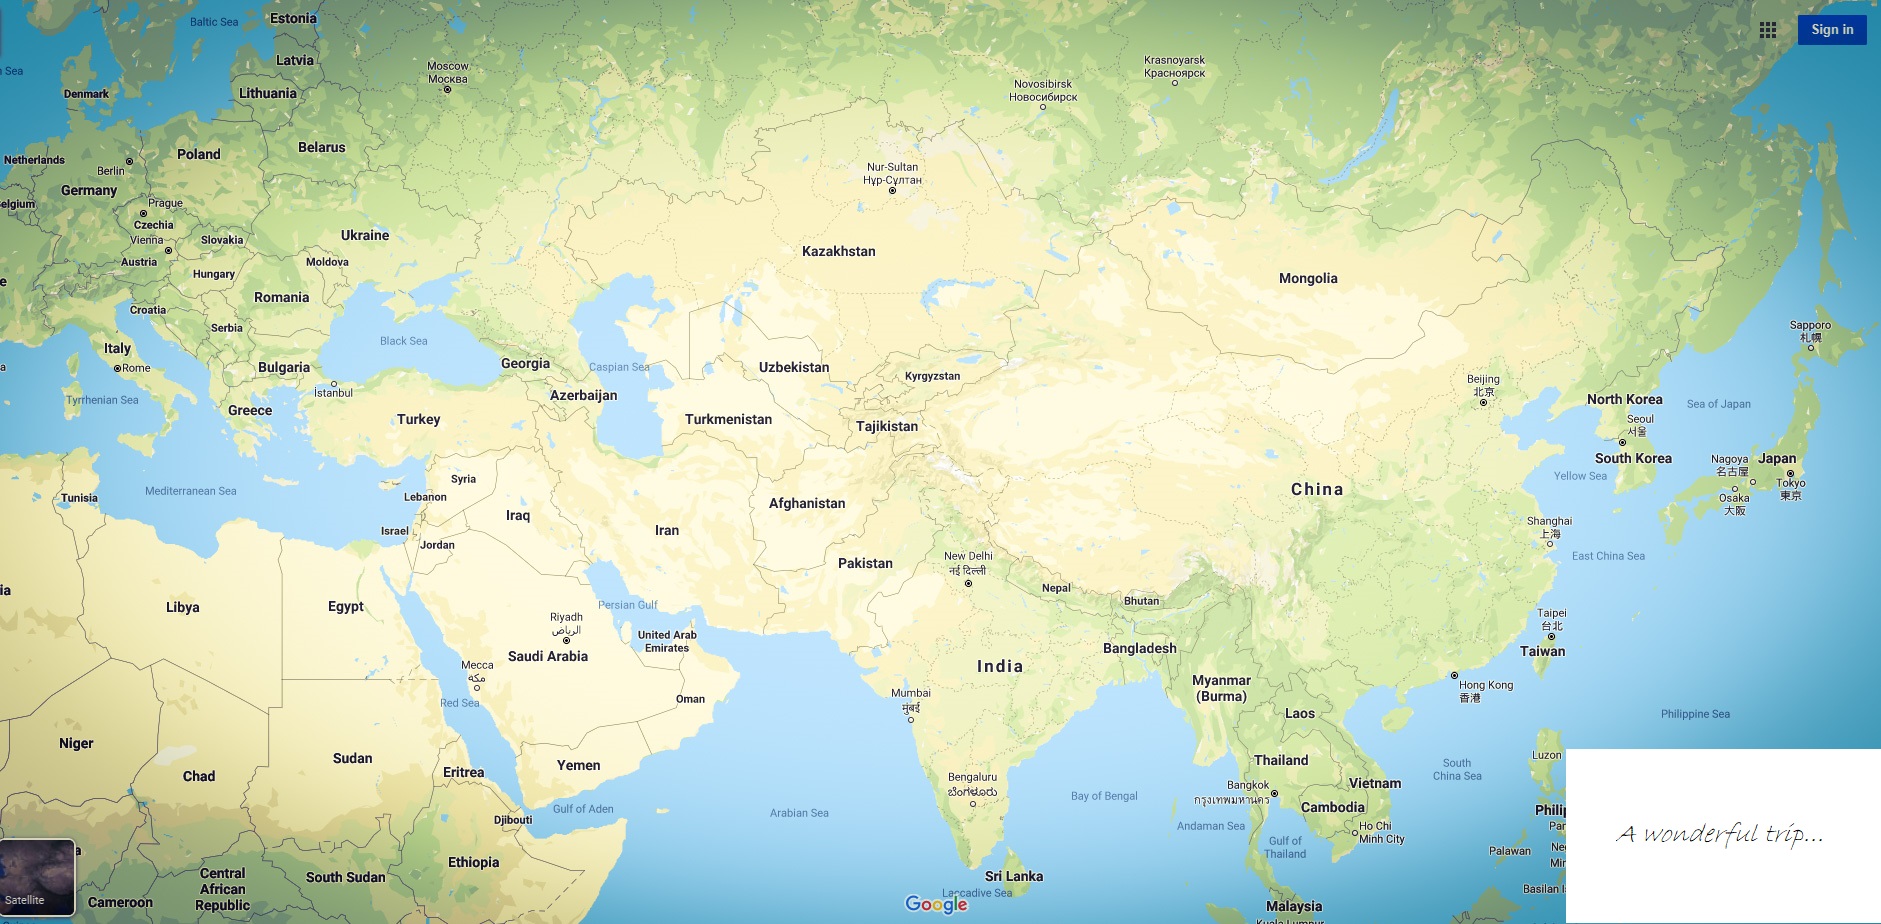 Baltic Sea
Estonia
Sign in
Latvia
Moscow
Москва
Krasnoyarsk
Красноярск
Sea
Denmark
Lithuania
Novosibirsk
Новосибирск
Netherlands
Berlin
Poland
Belarus
Nur-Sultan
Нұр-Сұлтан
Germany
elgium
Prague
Czechia
Vienna
Slovakia
Ukraine
Kazakhstan
Austria
Hungary
Moldova
Mongolia
Romania
Croatia
Serbia
Black Sea
Sapporo
札幌
Italy
Rome
Bulgaria
Georgia
Caspian Sea
Uzbekistan
Kyrgyzstan
Beijing
北京
İstanbul
Azerbaijan
Tyrrhenian Sea
Greece
Turkey
Turkmenistan
Tajikistan
North Korea
Sea of Japan
Seoul
서울
South Korea
Nagoya
名古屋
Japan
Tokyo
東京
Osaka
大阪
Yellow Sea
Tunisia
Mediterranean Sea
Syria
Lebanon
Iraq
Iran
Afghanistan
China
Israel
Jordan
Shanghai
上海
East China Sea
Pakistan
New Delhi
नई दिल्ली
Nepal
Bhutan
ia
Libya
Egypt
Persian Gulf
Riyadh
الرياض
United Arab
Emirates
Taipei
台北
Taiwan
Saudi Arabia
Mecca
مكة
India
Bangladesh
Myanmar
(Burma)
Hong Kong
香港
Red Sea
Oman
Mumbai
मुंबई
Laos
Philippine Sea
Niger
Chad
Sudan
Eritrea
Yemen
Thailand
Vietnam
South
China Sea
Luzon
Bengaluru
ಬೆಂಗಳೂರು
Bangkok
กรุงเทพมหานคร
Cambodia
Bay of Bengal
Gulf of Aden
Arabian Sea
Djibouti
Andaman Sea
Gulf of
Thailand
Ho Chi
Minh City
Philip
Pan
Palawan
Neg
Min
Basilan I
A wonderful trip...
Ethiopia
Central
African
Republic
South Sudan
Cameroon
Satellite
Sri Lanka
Laccadive Sea
Google
Malaysia
Kuala Lumpur